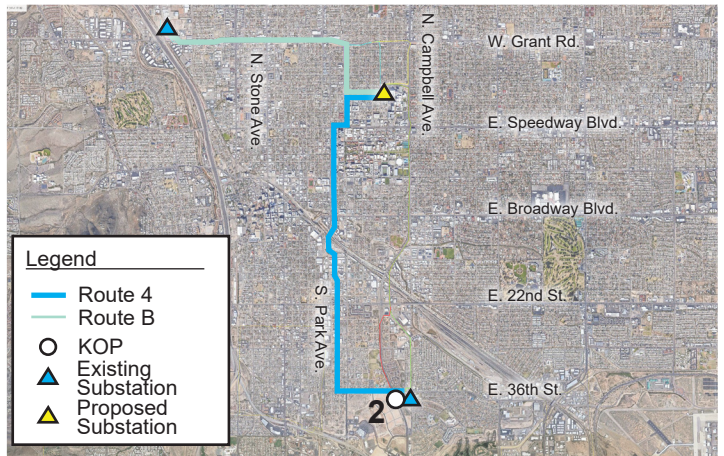 W. Grant Rd.
N. Stone Ave.
N. Campbell Ave.
E. Speedway Blvd.
E. Broadway Blvd.
Legend
Route 4
Route B
KOP
Existing
Substation
Proposed
Substation
S. Park Ave.
E. 22nd St.
E. 36th St.
2